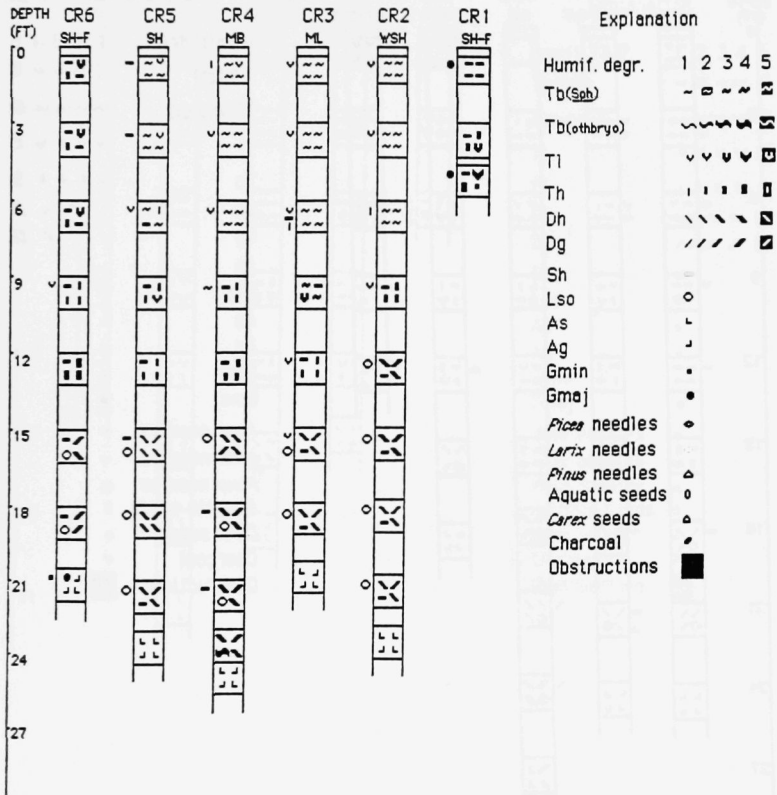 DEPTH CR6 CR5 CR4 CR3 CR2 CR1 Explanation
(FT) SH-F SH MB ML WSH SH-F
0
Humif. degr. 1 2 3 4 5
Tb(Sph)
3
Tb(othbryo)
Tl
Th
6
Dh
Dg
Sh
9
Lso
As
Ag
12
Gmin
Gmaj
Picea needles
15
Larix needles
Pinus needles
Aquatic seeds
18
Carex seeds
Charcoal
Obstructions
21
24
27